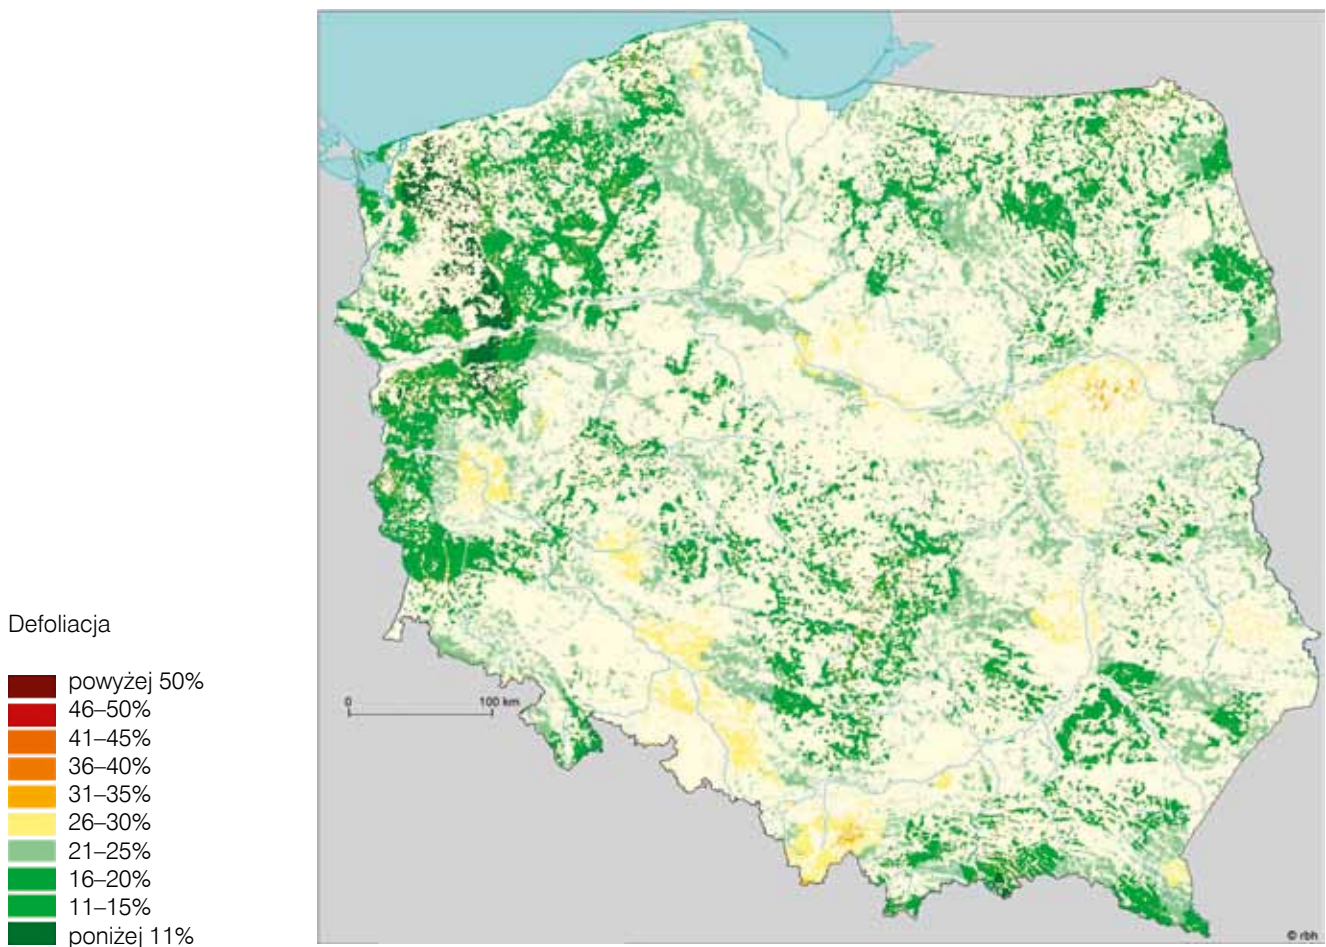 Defoliacja
powyżej 50%
46–50%
41–45%
36–40%
31–35%
26–30%
21–25%
16–20%
11–15%
poniżej 11%
0 100 km
© rbh